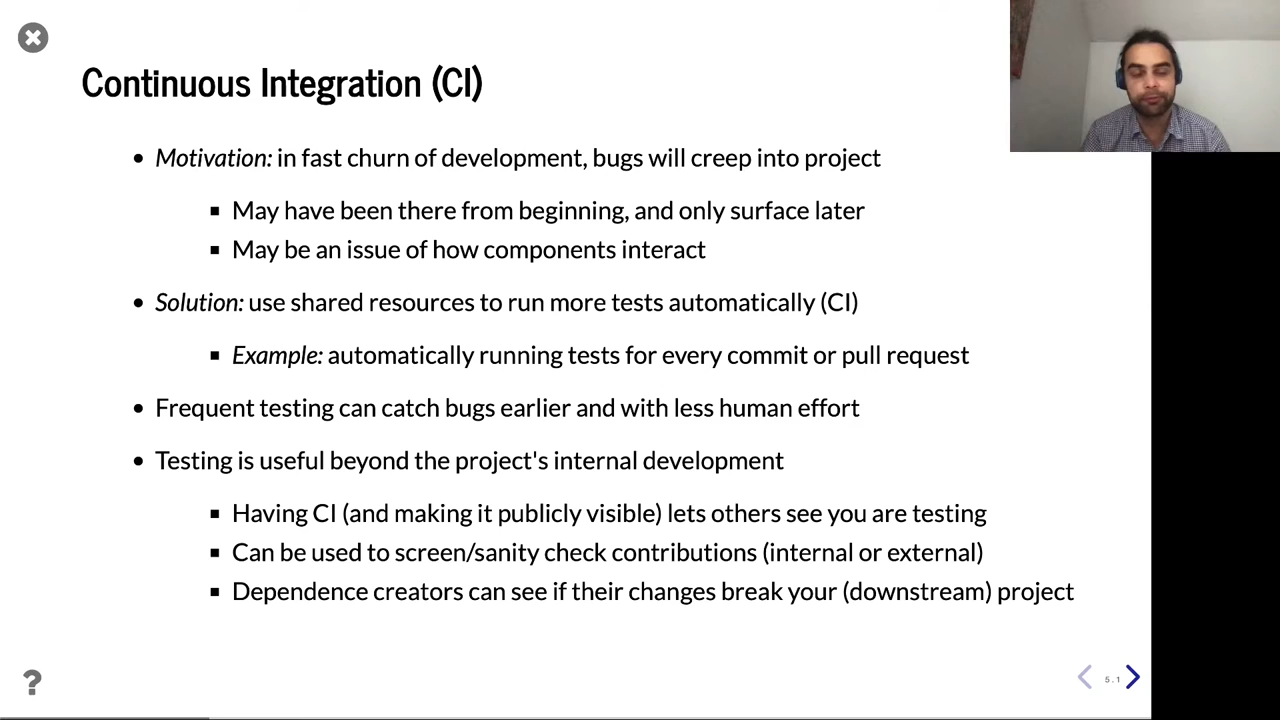 Continuous Integration (CI)
• Motivation: in fast churn of development, bugs will creep into project
▪ May have been there from beginning, and only surface later
▪ May be an issue of how components interact
• Solution: use shared resources to run more tests automatically (CI)
▪ Example: automatically running tests for every commit or pull request
• Frequent testing can catch bugs earlier and with less human effort
• Testing is useful beyond the project's internal development
▪ Having CI (and making it publicly visible) lets others see you are testing
▪ Can be used to screen/sanity check contributions (internal or external)
▪ Dependence creators can see if their changes break your (downstream) project
?
5.1